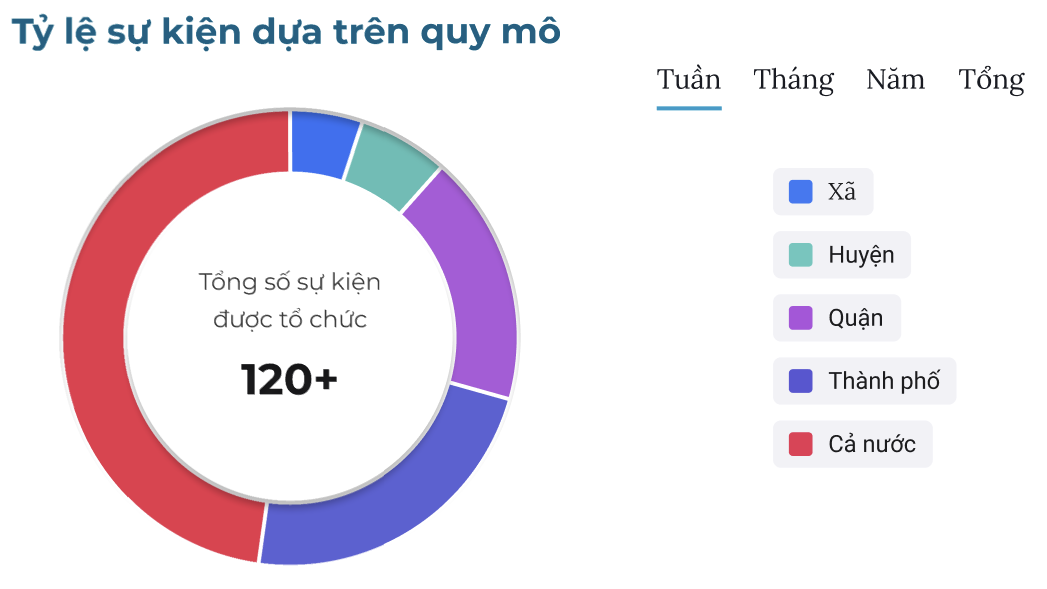 Tỷ lệ sự kiện dựa trên quy mô
Tuần Tháng Năm Tổng
Tổng số sự kiện
được tổ chức
120+
Xã
Huyện
Quận
Thành phố
Cả nước